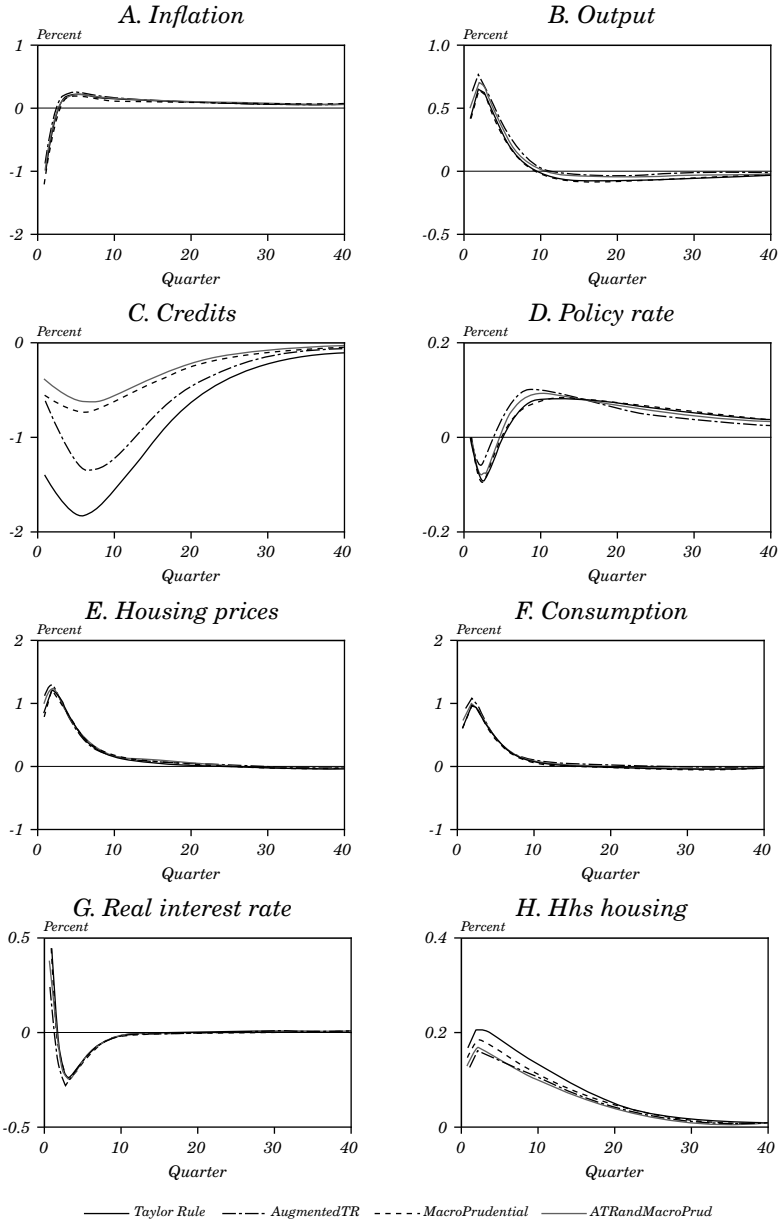 A. Inflation
Percent
1
0
-1
-2
0 10 20 30 40
Quarter
B. Output
Percent
1.0
0.5
0
-0.5
0 10 20 30 40
Quarter
C. Credits
Percent
0
-1
-2
0 10 20 30 40
Quarter
D. Policy rate
Percent
0.2
0
-0.2
0 10 20 30 40
Quarter
E. Housing prices
Percent
2
1
0
-1
0 10 20 30 40
Quarter
F. Consumption
Percent
2
1
0
-1
0 10 20 30 40
Quarter
G. Real interest rate
Percent
0.5
0
-0.5
0 10 20 30 40
Quarter
H. Hhs housing
Percent
0.4
0.2
0
0 10 20 30 40
Quarter
Taylor Rule AugmentedTR MacroPrudential ATRandMacroPrud